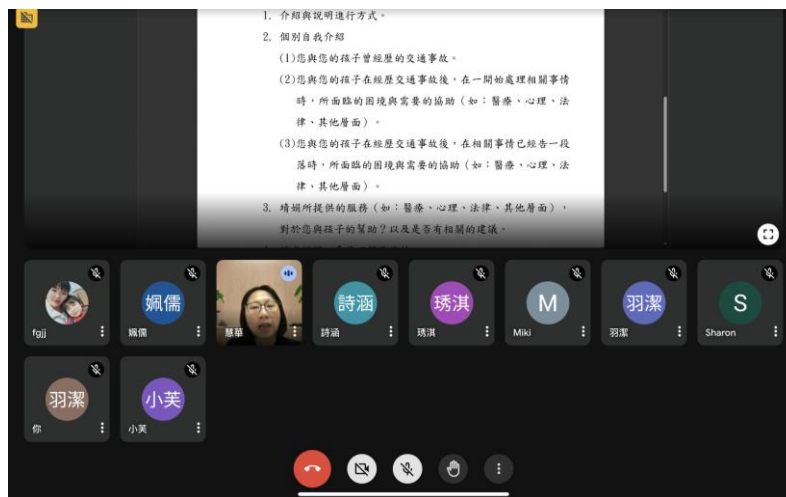 1. 介紹與說明進行方式。
2. 個別自我介紹
(1)您與您的孩子曾經歷的交通事故。
(2)您與您的孩子在經歷交通事故後，在一開始處理相關事情
時，所面臨的困境與需要的協助（如：醫療、心理、法
律、其他層面）。
(3)您與您的孩子在經歷交通事故後，在相關事情已經告一段
落時，所面臨的困境與需要的協助（如：醫療、心理、法
律、其他層面）。
3. 靖娟所提供的服務（如：醫療、心理、法律、其他層面），
對於您與孩子的幫助？以及是否有相關的建議。
姵儒
詩涵
琇淇
M
羽潔
S
fgjj
姵儒
慧華
詩涵
琇淇
Miki
羽潔
Sharon
羽潔
小芙
你
小芙